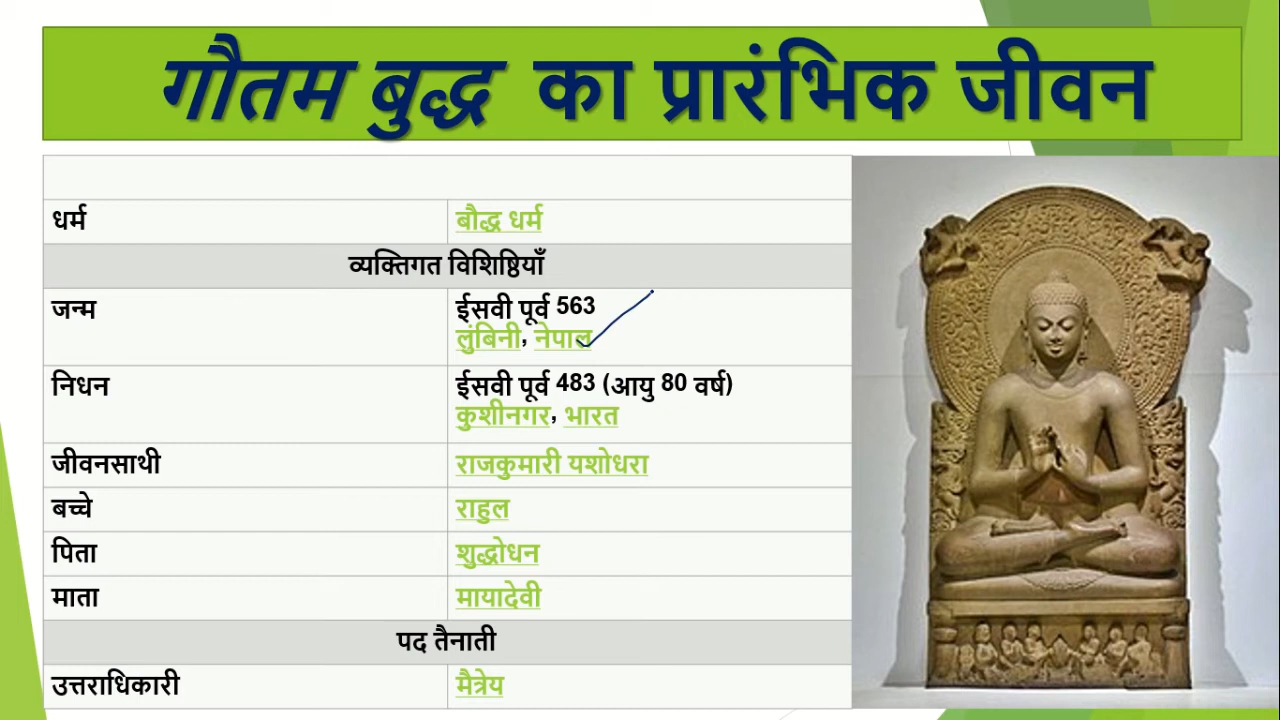 गौतम बुद्ध का प्रारंभिक जीवन
धर्म बौद्ध धर्म
व्यक्तिगत विशिष्ठियाँ
जन्म ईसवी पूर्व 563
लुंबिनी, नेपाल
निधन ईसवी पूर्व 483 (आयु 80 वर्ष)
कुशीनगर, भारत
जीवनसाथी राजकुमारी यशोधरा
बच्चे राहुल
पिता शुद्धोधन
माता मायादेवी
पद तैनाती
उत्तराधिकारी मैत्रेय